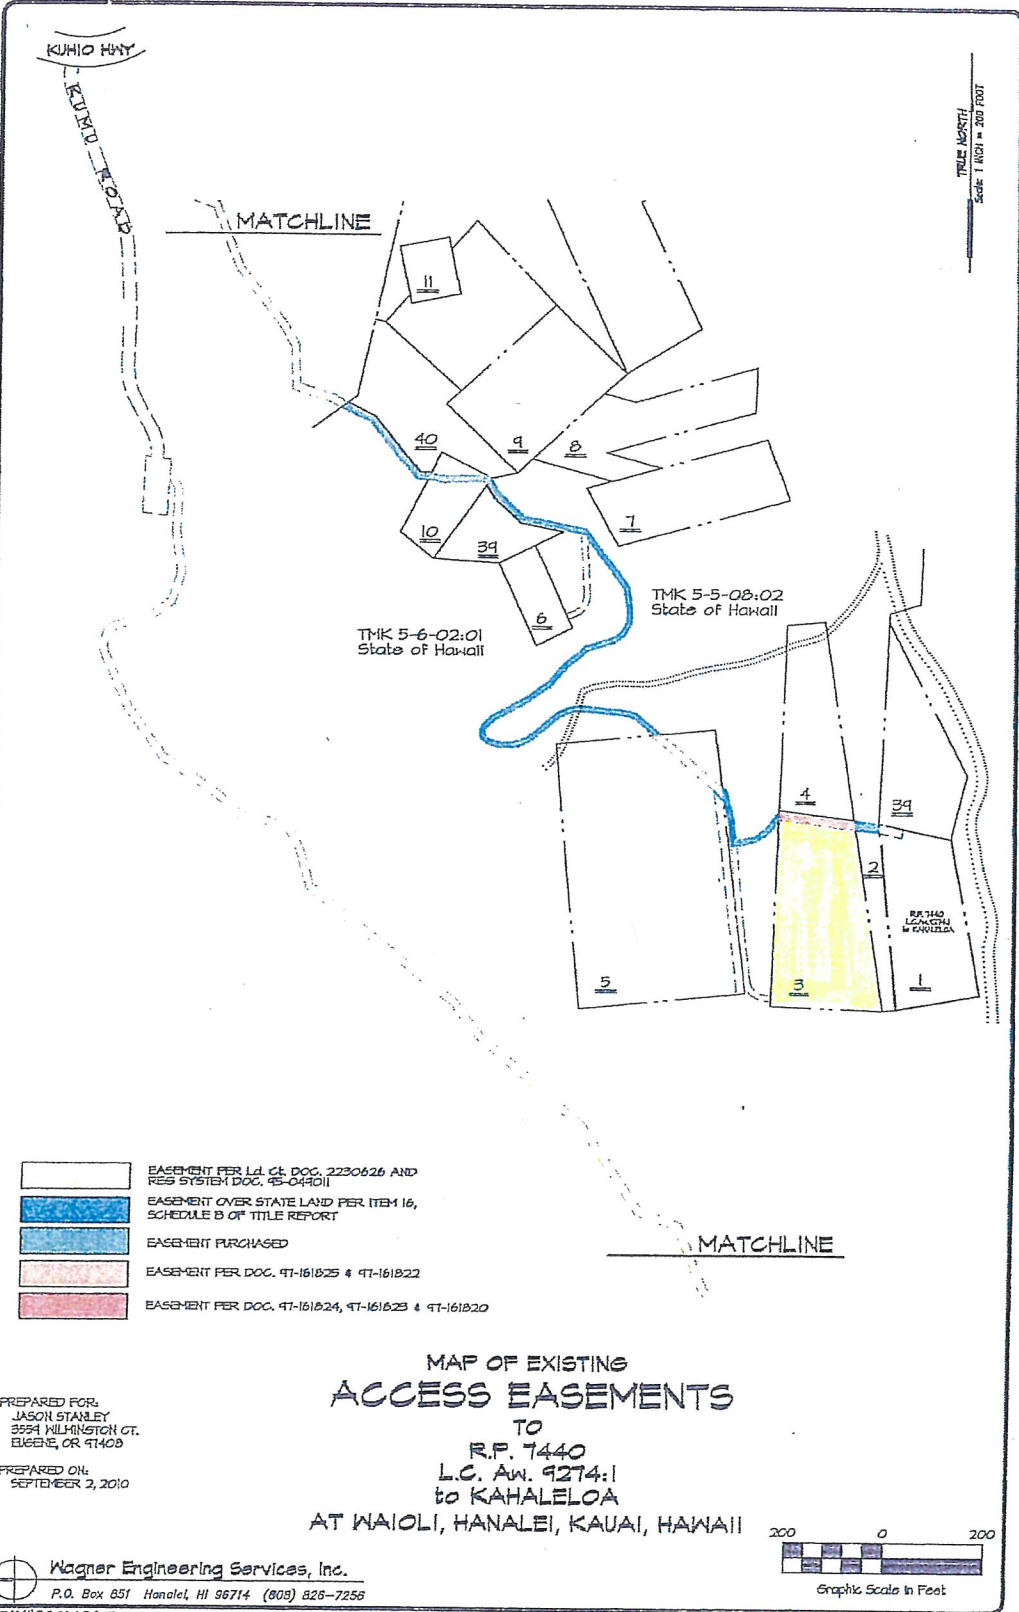 KUHIO HWY
KUMU ROAD
TRUE NORTH
Scale: 1 INCH = 200 FOOT
MATCHLINE
11
40
9
8
10
39
7
6
TMK 5-5-08:02
State of Hawaii
TMK 5-6-02:01
State of Hawaii
4
39
2
5
3
1
EASEMENT PER Ld. Ct. DOC. 2230626 AND
REG SYSTEM DOC. 95-049011
EASEMENT OVER STATE LAND PER ITEM 16,
SCHEDULE B OF TITLE REPORT
EASEMENT PURCHASED
EASEMENT PER DOC. 97-161825 & 97-161822
EASEMENT PER DOC. 97-161824, 97-161823 & 97-161820
MATCHLINE
MAP OF EXISTING
ACCESS EASEMENTS
TO
R.P. 7440
L.C. Aw. 9274:1
to KAHALELOA
AT WAIOLI, HANALEI, KAUAI, HAWAII
PREPARED FOR:
JASON STANLEY
3554 WILMINGTON CT.
EUGENE, OR 97403
PREPARED ON:
SEPTEMBER 2, 2010
200 0 200
Graphic Scale in Feet
Wagner Engineering Services, Inc.
P.O. Box 851 Hanalei, HI 96714 (808) 826-7256